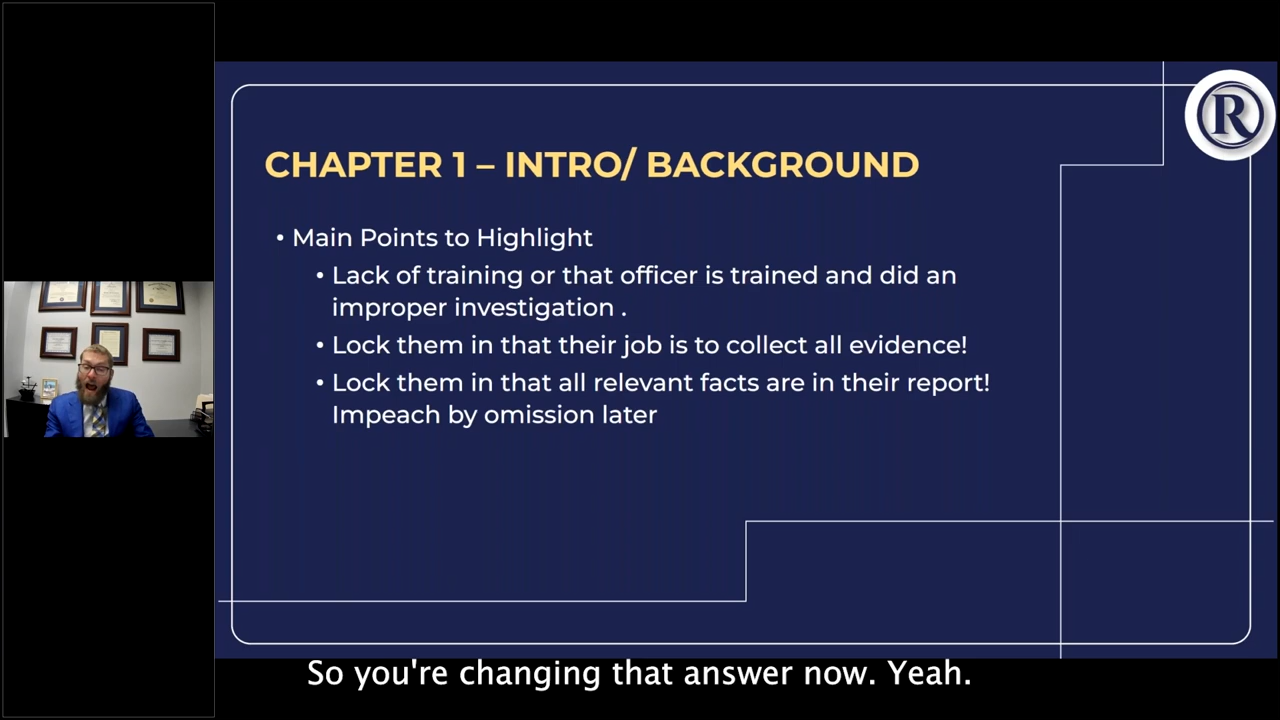 R
CHAPTER 1 – INTRO/ BACKGROUND
• Main Points to Highlight
• Lack of training or that officer is trained and did an
improper investigation .
• Lock them in that their job is to collect all evidence!
• Lock them in that all relevant facts are in their report!
Impeach by omission later
So you're changing that answer now. Yeah.